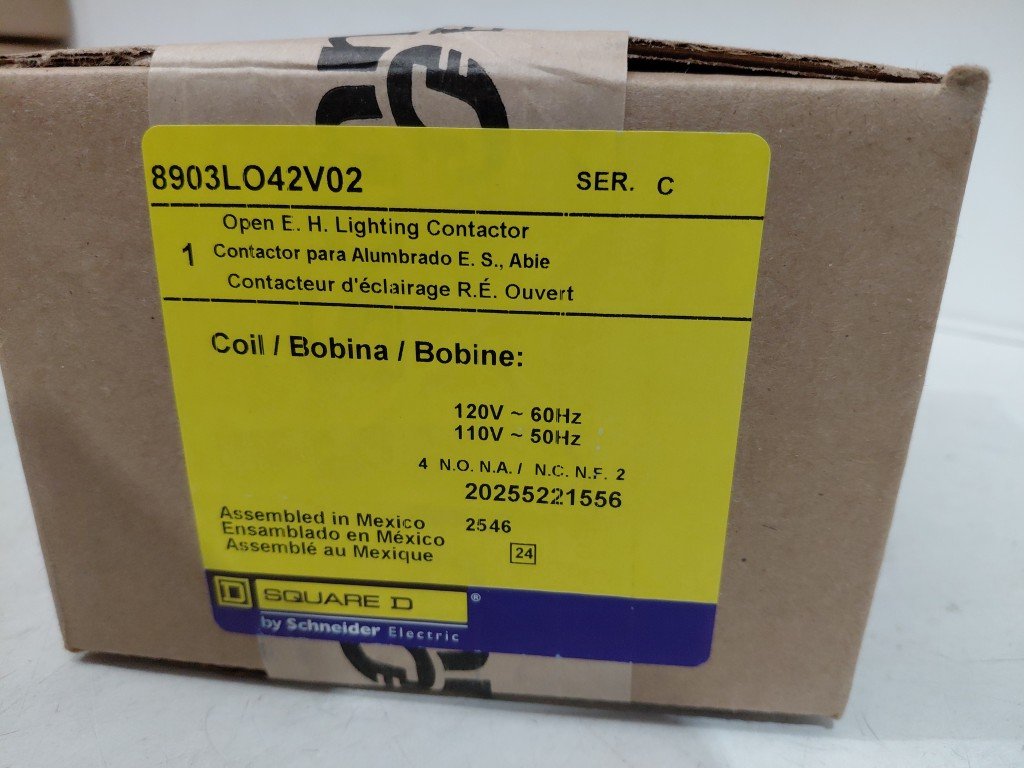 8903LO42V02 SER. C
Open E. H. Lighting Contactor
1 Contactor para Alumbrado E. S., Abie
Contacteur d'éclairage R.É. Ouvert
Coil / Bobina / Bobine:
120V ~ 60Hz
110V ~ 50Hz
4 N.O. N.A. / N.C. N.F. 2
20255221556
Assembled in Mexico 2546
Ensamblado en México
Assemblé au Mexique 24
D SQUARE D ®
by Schneider Electric